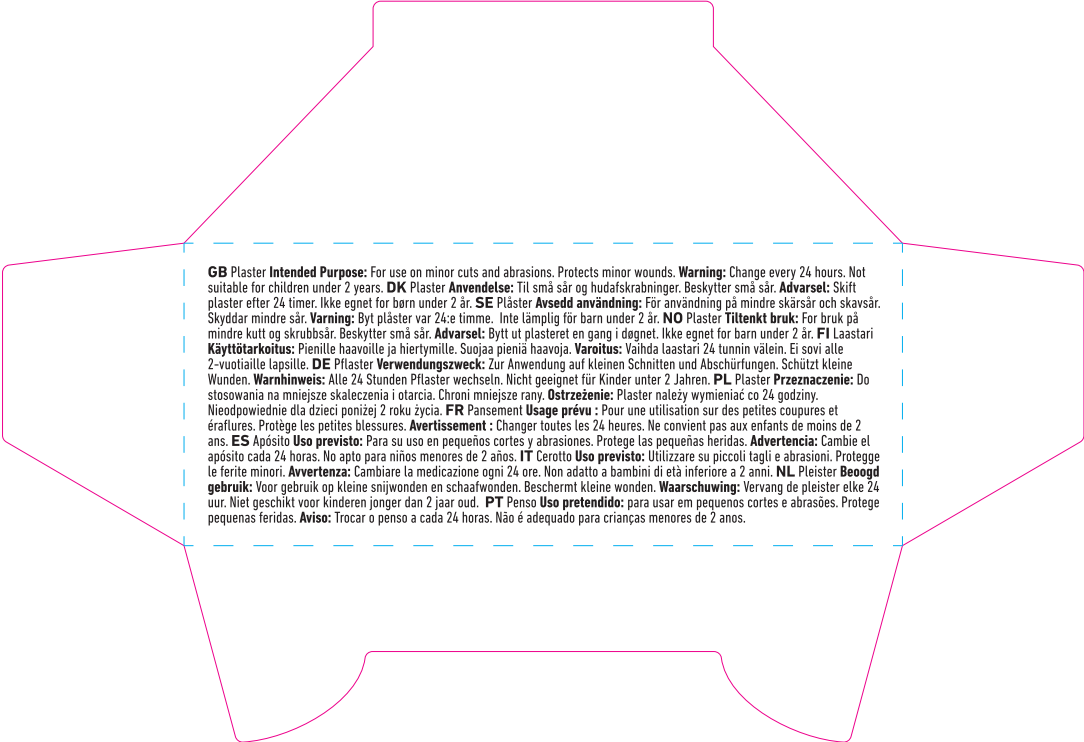 GB Plaster Intended Purpose: For use on minor cuts and abrasions. Protects minor wounds. Warning: Change every 24 hours. Not
suitable for children under 2 years. DK Plaster Anvendelse: Til små sår og hudafskrabninger. Beskytter små sår. Advarsel: Skift
plaster efter 24 timer. Ikke egnet for børn under 2 år. SE Plåster Avsedd användning: För användning på mindre skärsår och skavsår.
Skyddar mindre sår. Varning: Byt plåster var 24:e timme. Inte lämplig för barn under 2 år. NO Plaster Tiltenkt bruk: For bruk på
mindre kutt og skrubbsår. Beskytter små sår. Advarsel: Bytt ut plasteret en gang i døgnet. Ikke egnet for barn under 2 år. FI Laastari
Käyttötarkoitus: Pienille haavoille ja hiertymille. Suojaa pieniä haavoja. Varoitus: Vaihda laastari 24 tunnin välein. Ei sovi alle
2-vuotiaille lapsille. DE Pflaster Verwendungszweck: Zur Anwendung auf kleinen Schnitten und Abschürfungen. Schützt kleine
Wunden. Warnhinweis: Alle 24 Stunden Pflaster wechseln. Nicht geeignet für Kinder unter 2 Jahren. PL Plaster Przeznaczenie: Do
stosowania na mniejsze skaleczenia i otarcia. Chroni mniejsze rany. Ostrzeżenie: Plaster należy wymieniać co 24 godziny.
Nieodpowiednie dla dzieci poniżej 2 roku życia. FR Pansement Usage prévu : Pour une utilisation sur des petites coupures et
éraflures. Protège les petites blessures. Avertissement : Changer toutes les 24 heures. Ne convient pas aux enfants de moins de 2
ans. ES Apósito Uso previsto: Para su uso en pequeños cortes y abrasiones. Protege las pequeñas heridas. Advertencia: Cambie el
apósito cada 24 horas. No apto para niños menores de 2 años. IT Cerotto Uso previsto: Utilizzare su piccoli tagli e abrasioni. Protegge
le ferite minori. Avvertenza: Cambiare la medicazione ogni 24 ore. Non adatto a bambini di età inferiore a 2 anni. NL Pleister Beoogd
gebruik: Voor gebruik op kleine snijwonden en schaafwonden. Beschermt kleine wonden. Waarschuwing: Vervang de pleister elke 24
uur. Niet geschikt voor kinderen jonger dan 2 jaar oud. PT Penso Uso pretendido: para usar em pequenos cortes e abrasões. Protege
pequenas feridas. Aviso: Trocar o penso a cada 24 horas. Não é adequado para crianças menores de 2 anos.